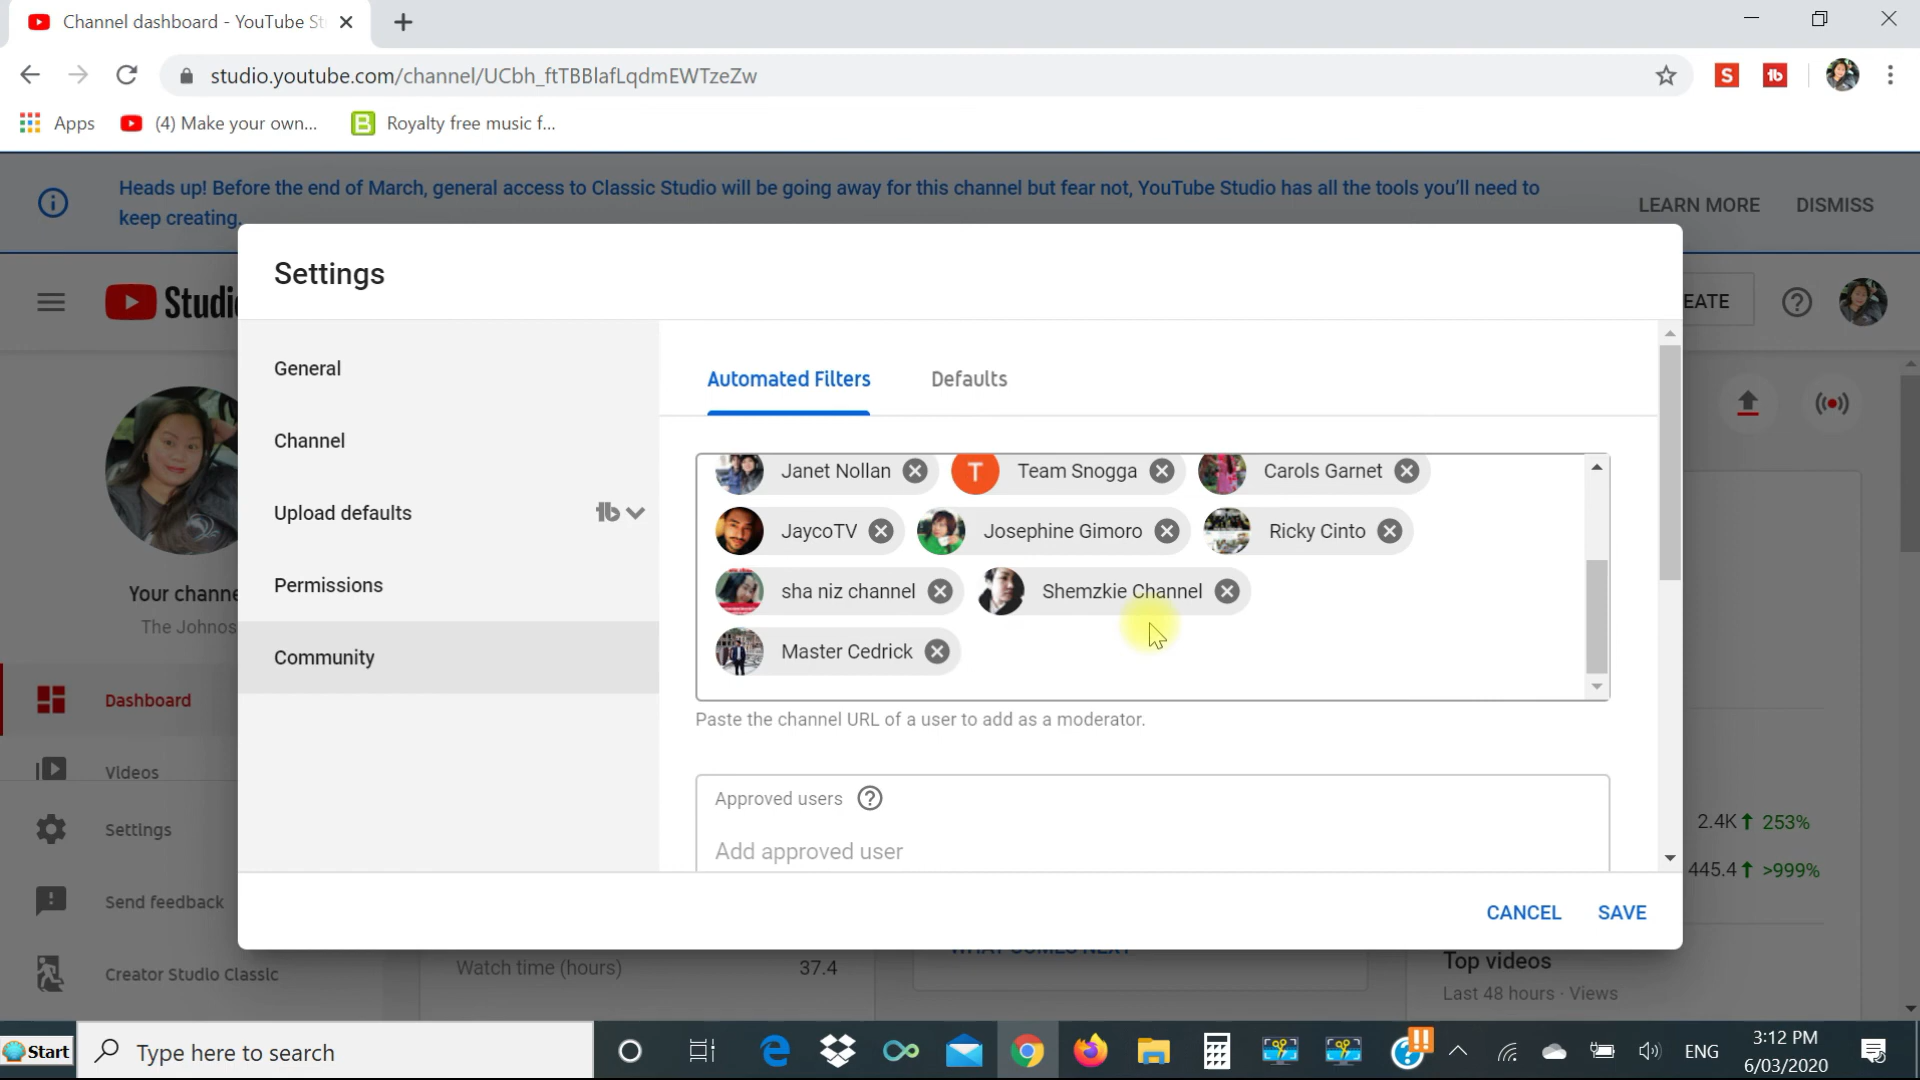 Channel dashboard - YouTube St
studio.youtube.com/channel/UCbh_ftTBBlafLqdmEWTzeZw
S
Apps
(4) Make your own...
B
Royalty free music f...
Heads up! Before the end of March, general access to Classic Studio will be going away for this channel but fear not, YouTube Studio has all the tools you'll need to
keep creating.
LEARN MORE
DISMISS
Settings
Studio
EATE
General
Automated Filters
Defaults
Channel
Janet Nollan
T
Team Snogga
Carols Garnet
Upload defaults
JaycoTV
Josephine Gimoro
Ricky Cinto
Permissions
sha niz channel
Shemzkie Channel
Your channe
The Johnos
Community
Master Cedrick
Dashboard
Paste the channel URL of a user to add as a moderator.
Videos
Approved users
Settings
2.4K 253%
Add approved user
445.4 >999%
Send feedback
CANCEL
SAVE
Creator Studio Classic
Watch time (hours)
37.4
Top videos
Last 48 hours · Views
Start
Type here to search
ENG
3:12 PM
6/03/2020